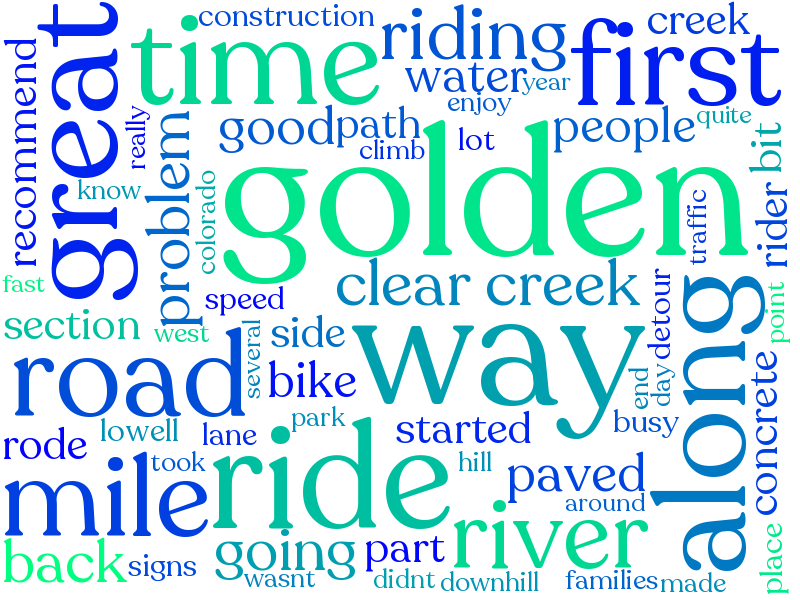 construction
creek
great
time
riding
first
recommend
water
year
enjoy
really
good
path
people
quite
climb
lot
bit
problem
know
colorado
golden
traffic
rider
fast
speed
clear creek
point
section
west
several
side
way
detour
along
road
bike
park
end
day
concrete
rode
lowell
lane
started
busy
mile
took
ride
hill
paved
around
back
signs
going
part
river
place
wasnt
didnt
downhill
families
made